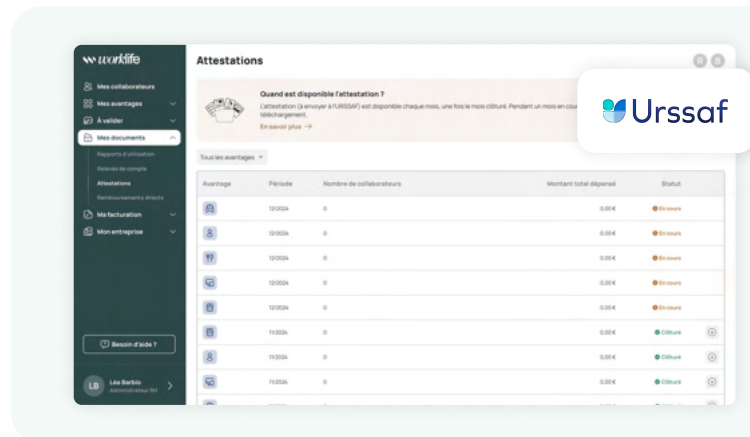 worklife
Mes collaborateurs
Mes avantages
À valider
Mes documents
Rapports d'utilisation
Relevés de compte
Attestations
Remboursements directs
Ma facturation
Mon entreprise
Besoin d'aide ?
LB
Léa Barbio
Administrateur RH
Attestations
Quand est disponible l'attestation ?
L'attestation (à envoyer à l'URSSAF) est disponible chaque mois, une fois le mois clôturé. Pendant un mois en cou
téléchargement.
En savoir plus →
Urssaf
Tous les avantages
Avantage Période Nombre de collaborateurs Montant total dépensé Statut
12/2024 0 0,00 € En cours
12/2024 0 0,00 € En cours
12/2024 0 0,00 € En cours
12/2024 0 0,00 € En cours
12/2024 0 0,00 € En cours
11/2024 0 0,00 € Clôturé
11/2024 0 0,00 € Clôturé
11/2024 0 0,00 € Clôturé